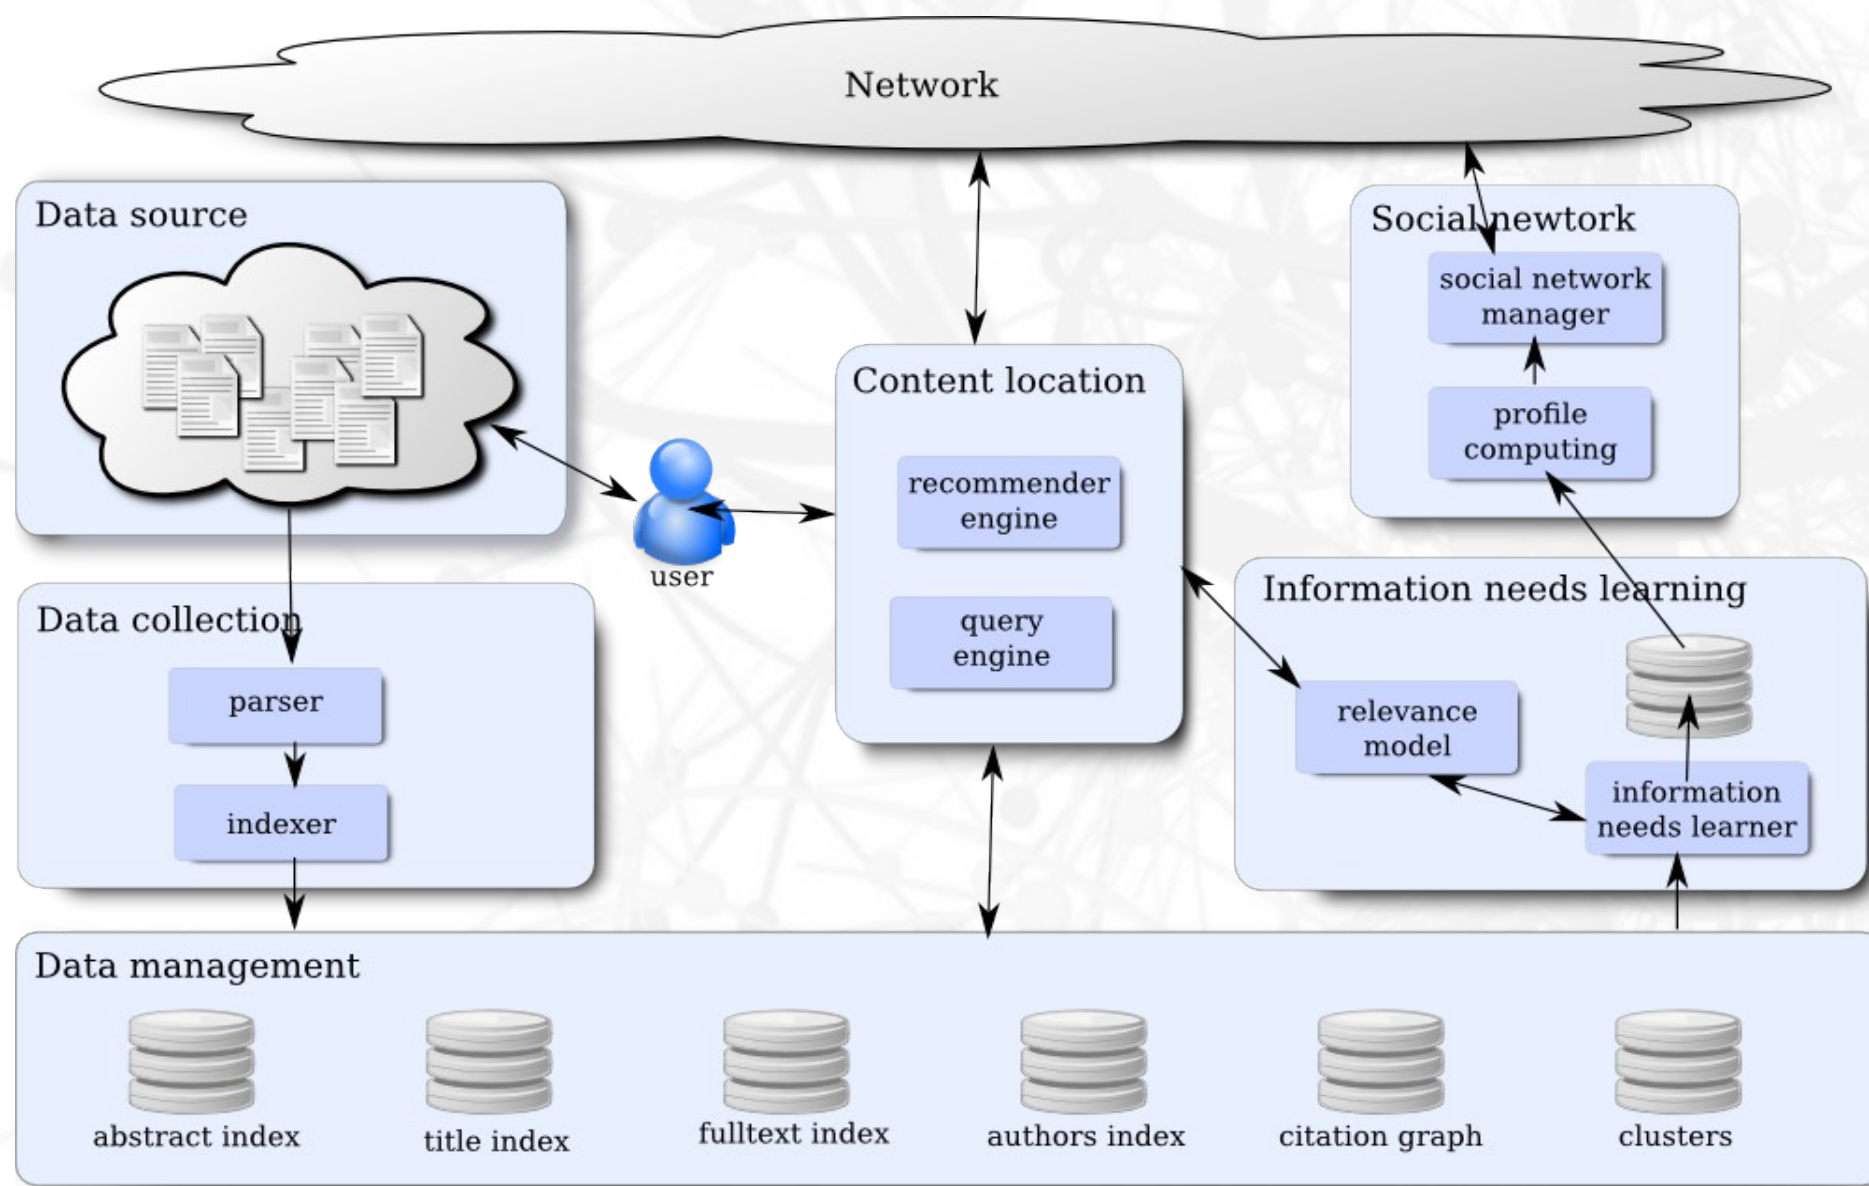 Network
Data source
Social newtork
social network
manager
Content location
profile
computing
recommender
engine
user
Information needs learning
Data collection
query
engine
parser
relevance
model
indexer
information
needs learner
Data management
abstract index
title index
fulltext index
authors index
citation graph
clusters